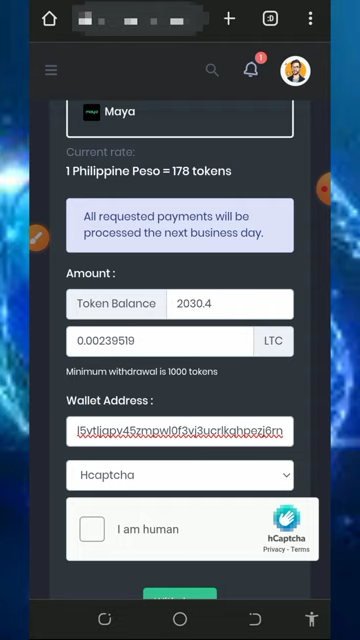 :D
1
Maya
Current rate:
1 Philippine Peso = 178 tokens
All requested payments will be
processed the next business day.
Amount :
Token Balance 2030.4
0.00239519 LTC
Minimum withdrawal is 1000 tokens
Wallet Address :
Hcaptcha
I am human
hCaptcha
Privacy - Terms